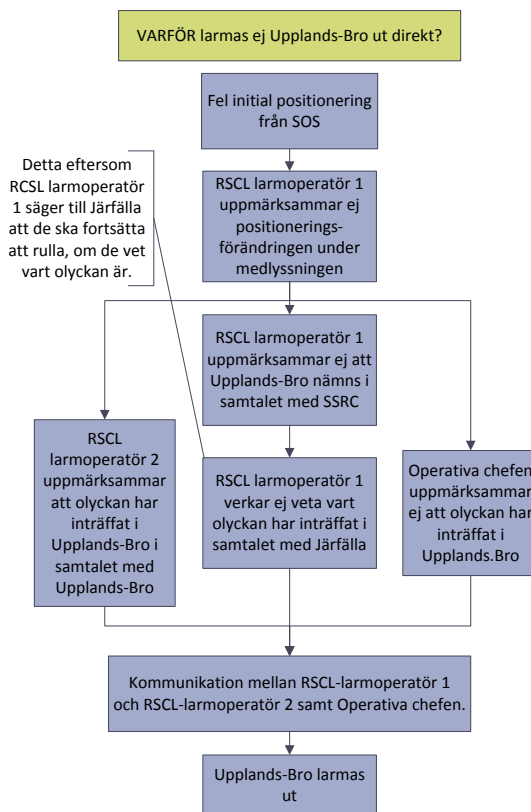 VARFÖR larmas ej Upplands-Bro ut direkt?
Fel initial positionering
från SOS
Detta eftersom
RCSL larmoperatör
1 säger till Järfälla
att de ska fortsätta
att rulla, om de vet
vart olyckan är.
RSCL larmoperatör 1
uppmärksammar ej
positionerings-
förändringen under
medlyssningen
RSCL larmoperatör 1
uppmärksammar ej att
Upplands-Bro nämns i
samtalet med SSRC
RSCL
larmoperatör 2
uppmärksammar
att olyckan har
inträffat i
Upplands-Bro i
samtalet med
Upplands-Bro
RSCL larmoperatör 1
verkar ej veta vart
olyckan har inträffat i
samtalet med Järfälla
Operativa chefen
uppmärksammar
ej att olyckan har
inträffat i
Upplands.Bro
Kommunikation mellan RSCL-larmoperatör 1
och RSCL-larmoperatör 2 samt Operativa chefen.
Upplands-Bro larmas
ut